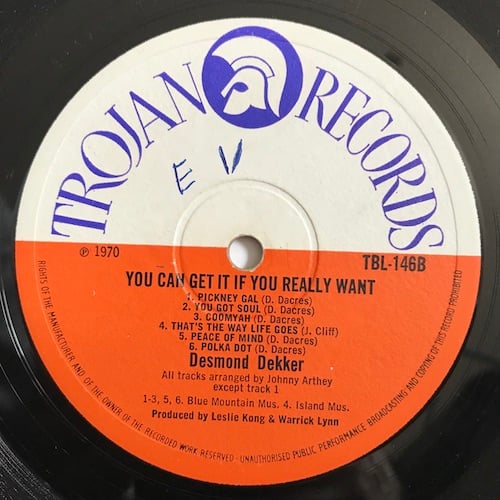 TROJAN RECORDS
E V
℗ 1970
TBL-146B
YOU CAN GET IT IF YOU REALLY WANT
1. PICKNEY GAL (D. Dacres)
2. YOU GOT SOUL (D. Dacres)
3. COOMYAH (D. Dacres)
4. THAT'S THE WAY LIFE GOES (J. Cliff)
5. PEACE OF MIND (D. Dacres)
6. POLKA DOT (D. Dacres)
Desmond Dekker
All tracks arranged by Johnny Arthey
except track 1
1-3, 5, 6. Blue Mountain Mus. 4. Island Mus.
Produced by Leslie Kong & Warrick Lynn
RIGHTS OF THE MANUFACTURER AND OF THE OWNER OF THE RECORDED WORK RESERVED - UNAUTHORISED PUBLIC PERFORMANCE BROADCASTING AND COPYING OF THIS RECORD PROHIBITED